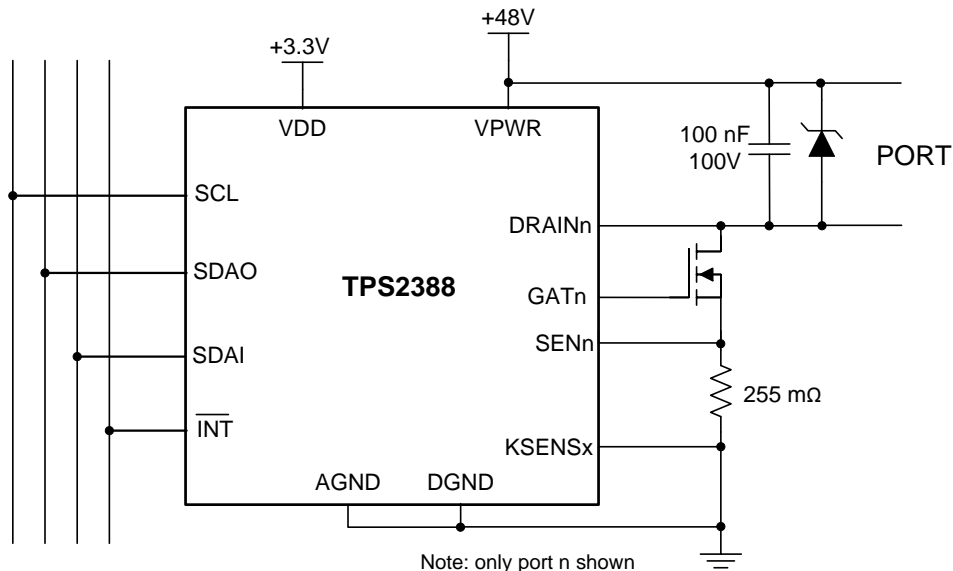 +48V
+3.3V
VDD
VPWR
100 nF
100V
PORT
SCL
DRAINn
SDAO
TPS2388
GATn
SENn
SDAI
255 mΩ
INT
KSENSx
AGND
DGND
Note: only port n shown